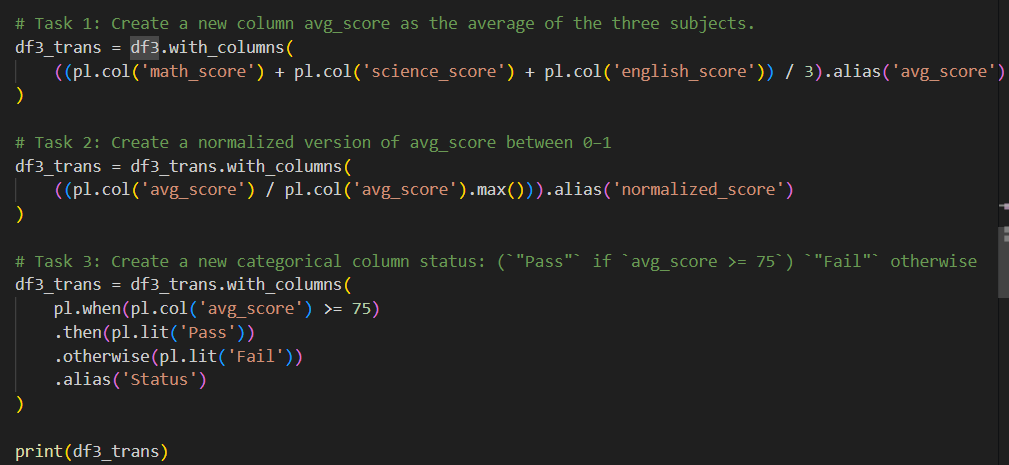 # Task 1: Create a new column avg_score as the average of the three subjects.
df3_trans = df3.with_columns(
    ((pl.col('math_score') + pl.col('science_score') + pl.col('english_score')) / 3).alias('avg_score')
)

# Task 2: Create a normalized version of avg_score between 0–1
df3_trans = df3_trans.with_columns(
    ((pl.col('avg_score') / pl.col('avg_score').max())).alias('normalized_score')
)

# Task 3: Create a new categorical column status: (`"Pass"` if `avg_score >= 75`) `"Fail"` otherwise
df3_trans = df3_trans.with_columns(
    pl.when(pl.col('avg_score') >= 75)
    .then(pl.lit('Pass'))
    .otherwise(pl.lit('Fail'))
    .alias('Status')
)

print(df3_trans)